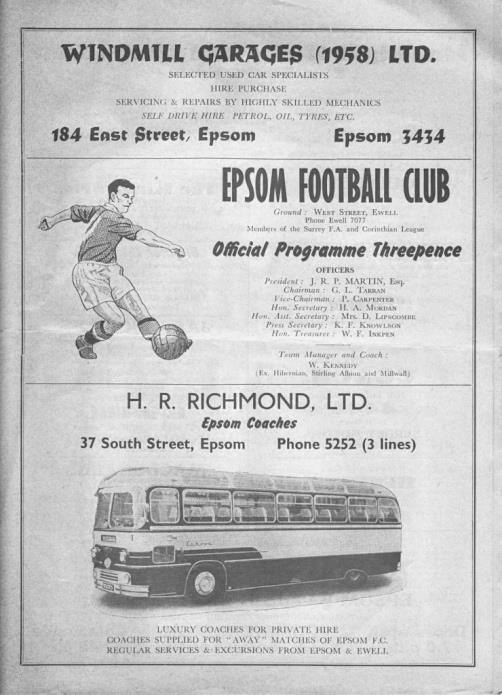 WINDMILL GARAGES (1958) LTD.
SELECTED USED CAR SPECIALISTS
HIRE PURCHASE
SERVICING & REPAIRS BY HIGHLY SKILLED MECHANICS
SELF DRIVE HIRE PETROL, OIL, TYRES, ETC.
184 East Street, Epsom Epsom 3434
EPSOM FOOTBALL CLUB
Ground: WEST STREET, EWELL
Phone Ewell 7077
Members of the Surrey F.A. and Corinthian League
Official Programme Threepence
OFFICERS
President: J. R. P. MARTIN, Esq.
Chairman: G. L. TARRAN
Vice-Chairman: P. CARPENTER
Hon. Secretary: H. A. MORDAN
Hon. Asst. Secretary: MRS. D. LIPSCOMBE
Press Secretary: K. F. KNOWLSON
Hon. Treasurer: W. F. INKPEN
Team Manager and Coach:
W. KENNEDY
(Ex. Hibernian, Stirling Albion and Millwall)
H. R. RICHMOND, LTD.
Epsom Coaches
37 South Street, Epsom Phone 5252 (3 lines)
LUXURY COACHES FOR PRIVATE HIRE
COACHES SUPPLIED FOR "AWAY" MATCHES OF EPSOM F.C.
REGULAR SERVICES & EXCURSIONS FROM EPSOM & EWELL